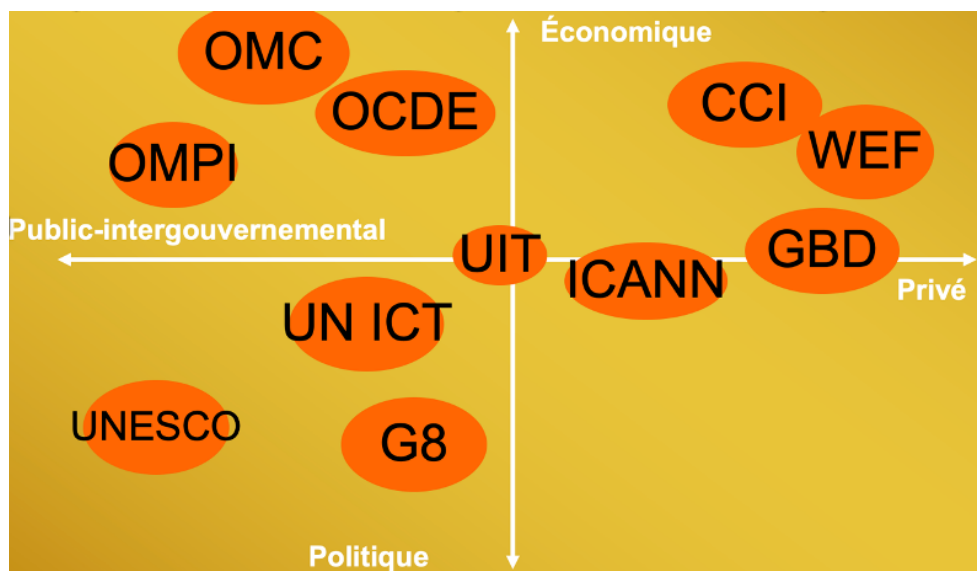 OMC
Économique
OCDE
CCI
WEF
OMPI
Public-intergouvernemental
UIT
GBD
ICANN
Privé
UN ICT
UNESCO
G8
Politique